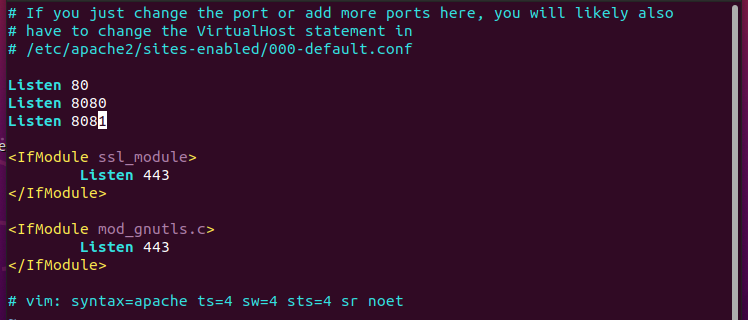 # If you just change the port or add more ports here, you will likely also
# have to change the VirtualHost statement in
# /etc/apache2/sites-enabled/000-default.conf
Listen 80
Listen 8080
Listen 8081
<IfModule ssl_module>
Listen 443
</IfModule>
<IfModule mod_gnutls.c>
Listen 443
</IfModule>
# vim: syntax=apache ts=4 sw=4 sts=4 sr noet